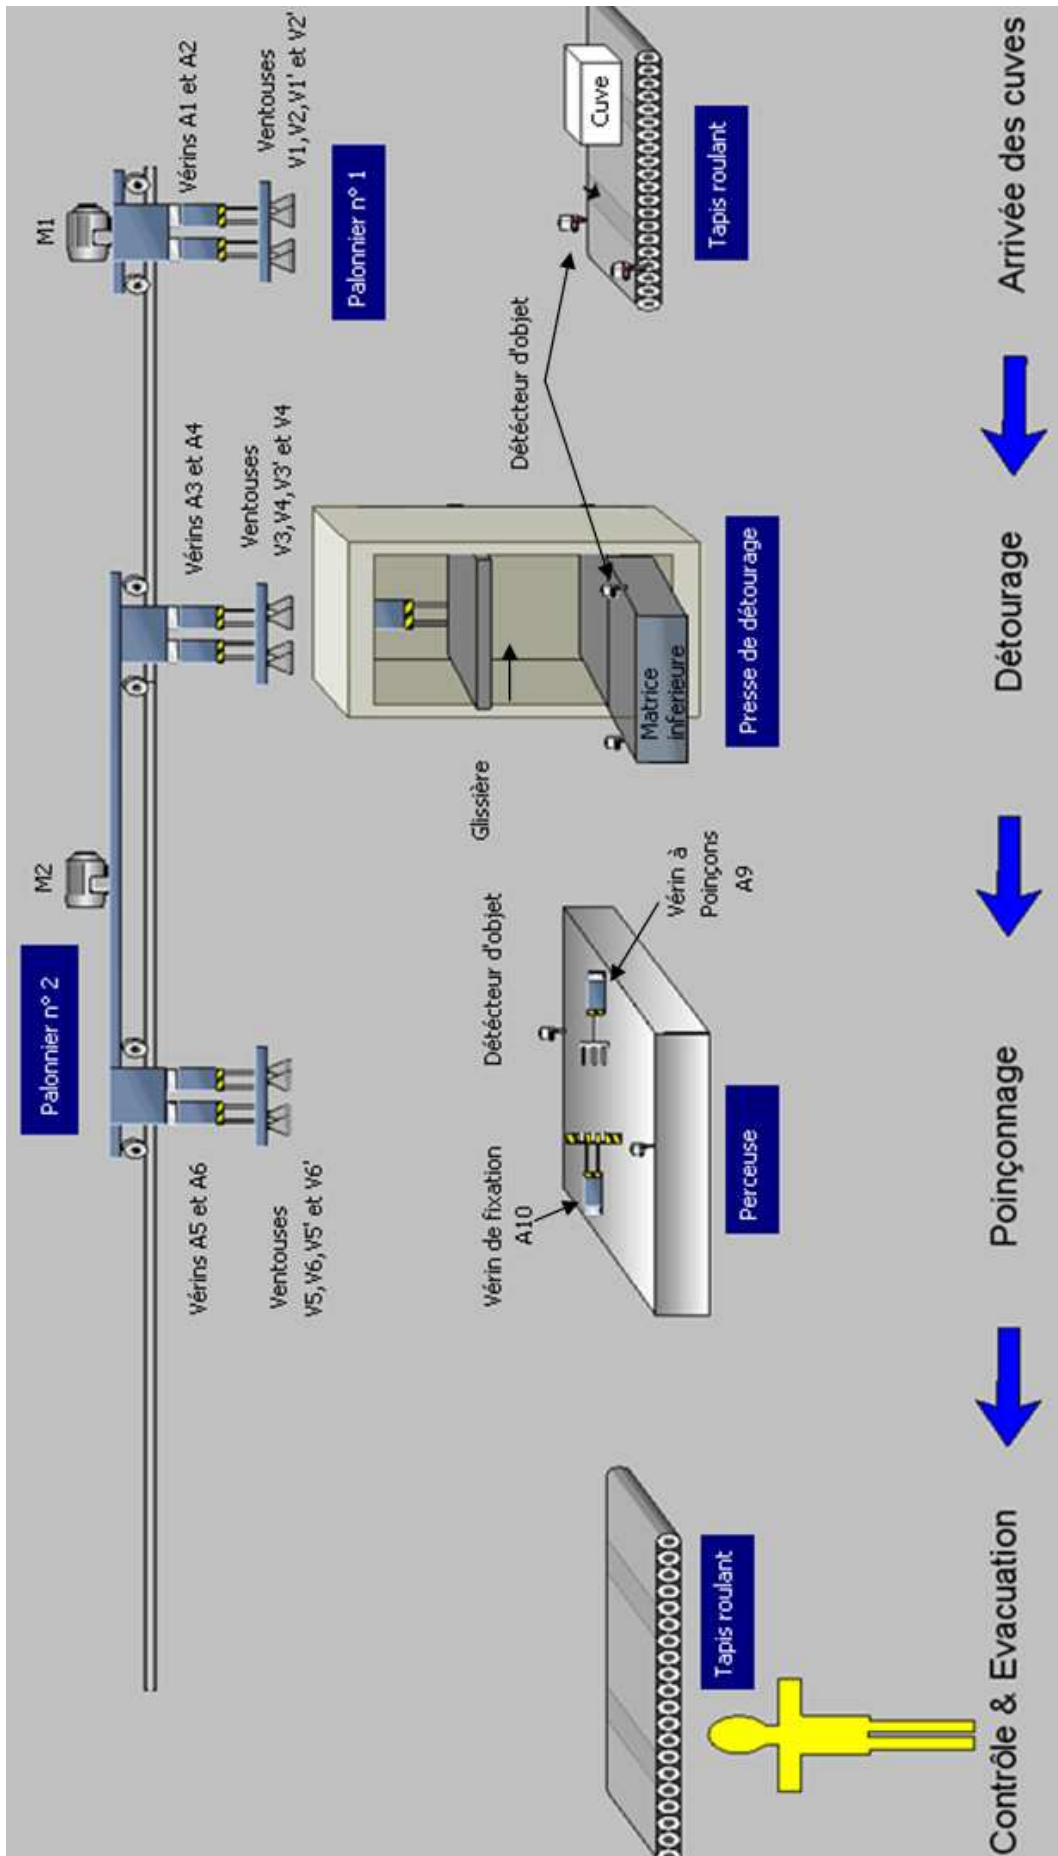 Palonnier n° 2
M2
M1
Vérins A5 et A6
Vérins A3 et A4
Vérins A1 et A2
Ventouses
V5,V6,V5' et V6'
Ventouses
V3,V4,V3' et V4
Ventouses
V1,V2,V1' et V2'
Palonnier n° 1
Vérin de fixation
A10
Détécteur d'objet
Glissière
Détécteur d'objet
Cuve
Vérin à
Poinçons
A9
Matrice
inferieure
Tapis roulant
Perceuse
Presse de détourage
Tapis roulant
Contrôle & Evacuation
Poinçonnage
Détourage
Arrivée des cuves